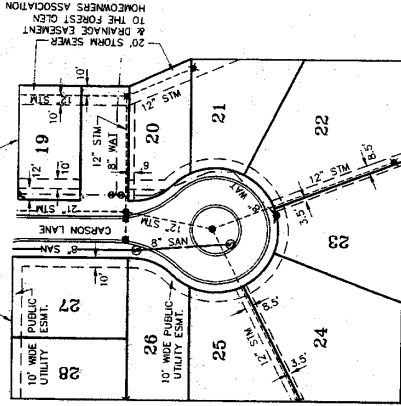 20' STORM SEWER
& DRAINAGE EASEMENT
TO THE FOREST GLEN
HOMEOWNERS ASSOCIATION
10'
12" STM
10'
19
12'
10'
12" STM
8" WAT
6
20
12" STM
21
22
21" STM
CARSON LANE
8" SAN
12" STM
8" SAN
8" WAT
12" STM
8.5'
3.5'
23
10'
27
10' WIDE PUBLIC
UTILITY ESMT.
28
26
10' WIDE PUBLIC
UTILITY ESMT.
25
8.5'
12" STM
3.5'
24